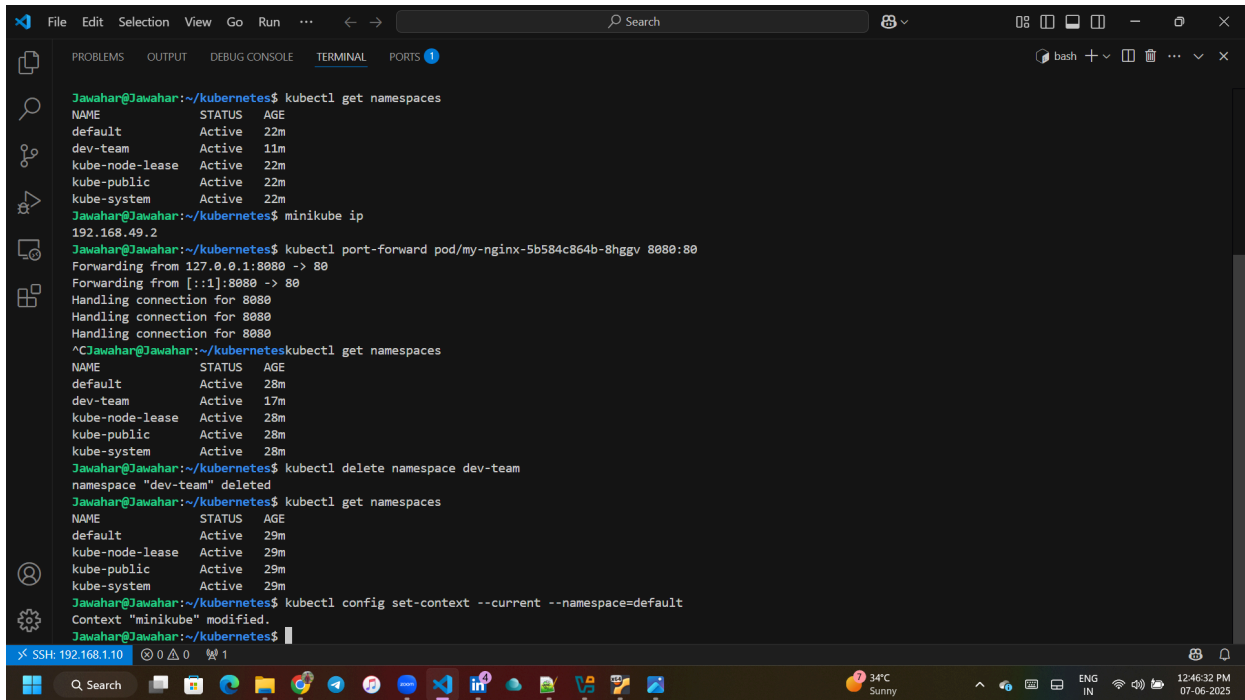 File Edit Selection View Go Run ... Search
PROBLEMS OUTPUT DEBUG CONSOLE TERMINAL PORTS 1 bash
Jawahar@Jawahar:~/kubernetes$ kubectl get namespaces
NAME STATUS AGE
default Active 22m
dev-team Active 11m
kube-node-lease Active 22m
kube-public Active 22m
kube-system Active 22m
Jawahar@Jawahar:~/kubernetes$ minikube ip
192.168.49.2
Jawahar@Jawahar:~/kubernetes$ kubectl port-forward pod/my-nginx-5b584c864b-8hggv 8080:80
Forwarding from 127.0.0.1:8080 -> 80
Forwarding from [::1]:8080 -> 80
Handling connection for 8080
Handling connection for 8080
Handling connection for 8080
^CJawahar@Jawahar:~/kuberneteskubectl get namespaces
NAME STATUS AGE
default Active 28m
dev-team Active 17m
kube-node-lease Active 28m
kube-public Active 28m
kube-system Active 28m
Jawahar@Jawahar:~/kubernetes$ kubectl delete namespace dev-team
namespace "dev-team" deleted
Jawahar@Jawahar:~/kubernetes$ kubectl get namespaces
NAME STATUS AGE
default Active 29m
kube-node-lease Active 29m
kube-public Active 29m
kube-system Active 29m
Jawahar@Jawahar:~/kubernetes$ kubectl config set-context --current --namespace=default
Context "minikube" modified.
Jawahar@Jawahar:~/kubernetes$
SSH: 192.168.1.10 0 0 1
Search zoom in 4 7 34°C ENG 12:46:32 PM
Sunny IN 07-06-2025